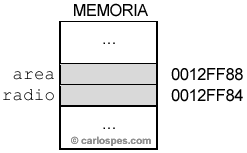 MEMORIA
...
area 0012FF88
radio 0012FF84
...
© carlospes.com